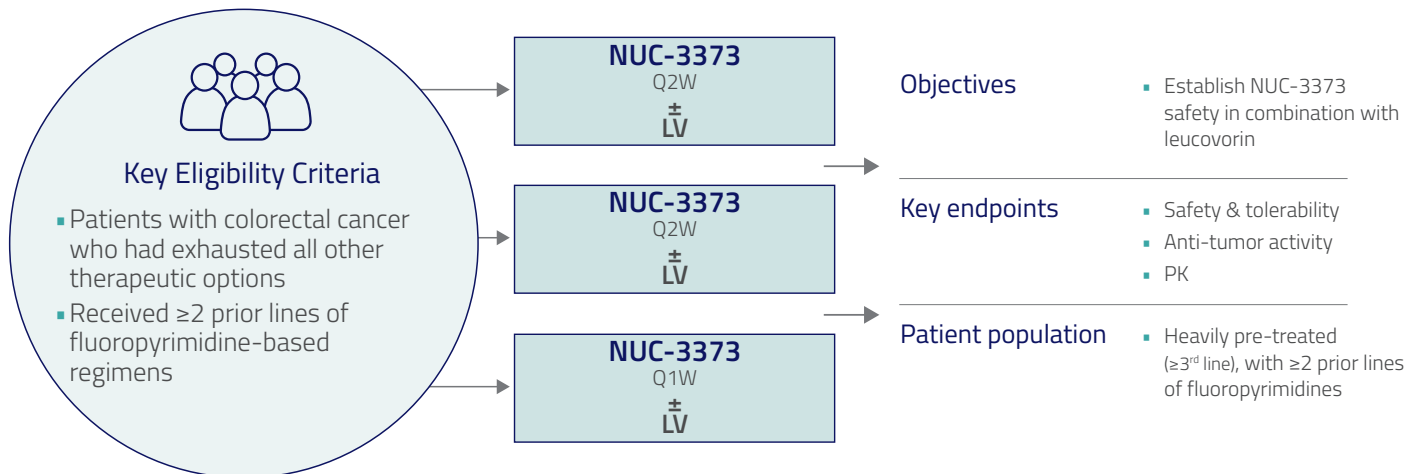 Key Eligibility Criteria
▪ Patients with colorectal cancer
who had exhausted all other
therapeutic options
▪ Received ≥2 prior lines of
fluoropyrimidine-based
regimens
NUC-3373
Q2W
±
LV
NUC-3373
Q2W
±
LV
NUC-3373
Q1W
±
LV
Objectives
▪ Establish NUC-3373
safety in combination with
leucovorin
Key endpoints
▪ Safety & tolerability
▪ Anti-tumor activity
▪ PK
Patient population
▪ Heavily pre-treated
(≥3rd line), with ≥2 prior lines
of fluoropyrimidines